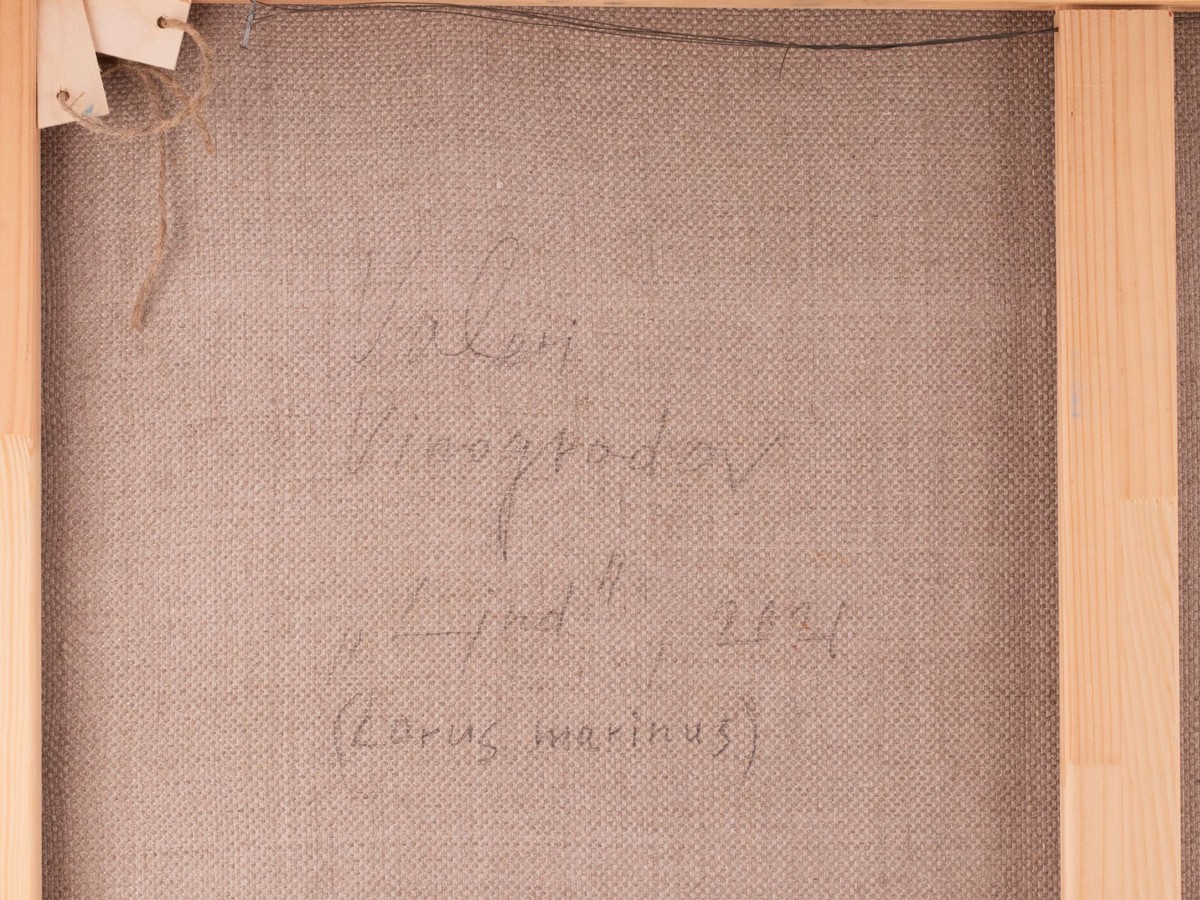 Valeri
Vinogradov
„Lind”, 2021
(Larus marinus)